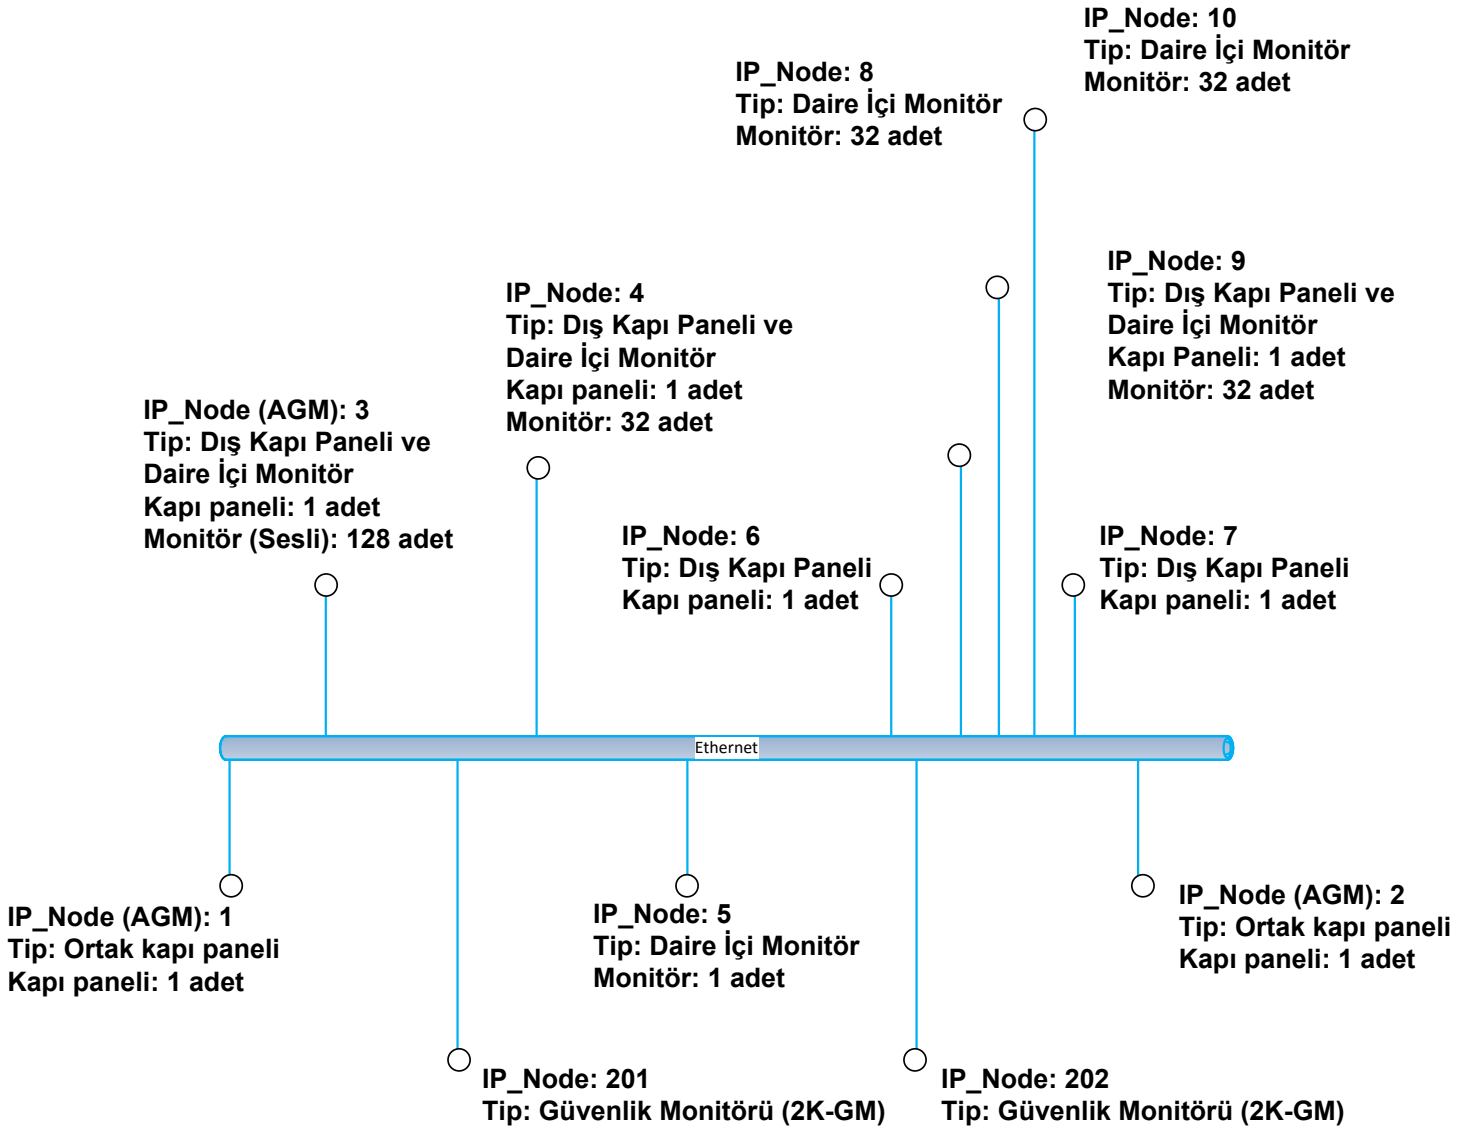 IP_Node: 10
Tip: Daire İçi Monitör
Monitör: 32 adet
IP_Node: 8
Tip: Daire İçi Monitör
Monitör: 32 adet
IP_Node: 9
Tip: Dış Kapı Paneli ve
Daire İçi Monitör
Kapı Paneli: 1 adet
Monitör: 32 adet
IP_Node: 4
Tip: Dış Kapı Paneli ve
Daire İçi Monitör
Kapı paneli: 1 adet
Monitör: 32 adet
IP_Node (AGM): 3
Tip: Dış Kapı Paneli ve
Daire İçi Monitör
Kapı paneli: 1 adet
Monitör (Sesli): 128 adet
IP_Node: 6
Tip: Dış Kapı Paneli
Kapı paneli: 1 adet
IP_Node: 7
Tip: Dış Kapı Paneli
Kapı paneli: 1 adet
Ethernet
IP_Node (AGM): 1
Tip: Ortak kapı paneli
Kapı paneli: 1 adet
IP_Node: 5
Tip: Daire İçi Monitör
Monitör: 1 adet
IP_Node (AGM): 2
Tip: Ortak kapı paneli
Kapı paneli: 1 adet
IP_Node: 201
Tip: Güvenlik Monitörü (2K-GM)
IP_Node: 202
Tip: Güvenlik Monitörü (2K-GM)